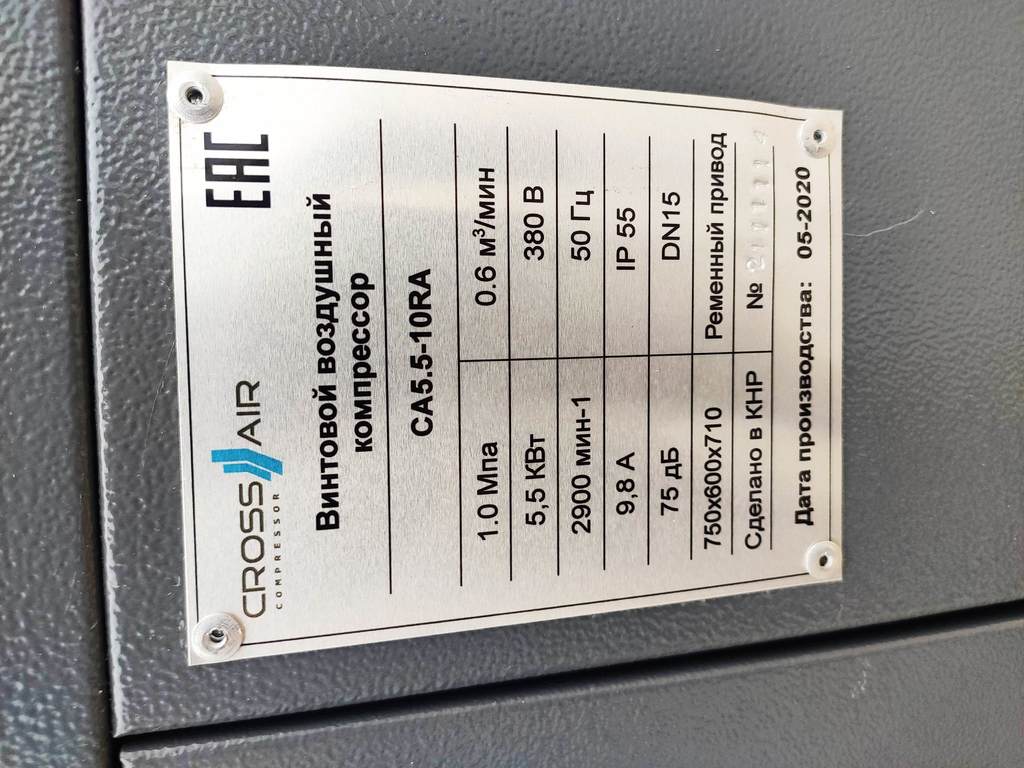 CROSS AIR EAC
COMPRESSOR
Винтовой воздушный
компрессор
CA5.5-10RA
1.0 Мпа 0.6 м³/мин
5,5 КВт 380 В
2900 мин-1 50 Гц
9,8 А IP 55
75 дБ DN15
750х600х710 Ременный привод
Сделано в КНР №
Дата производства: 05-2020